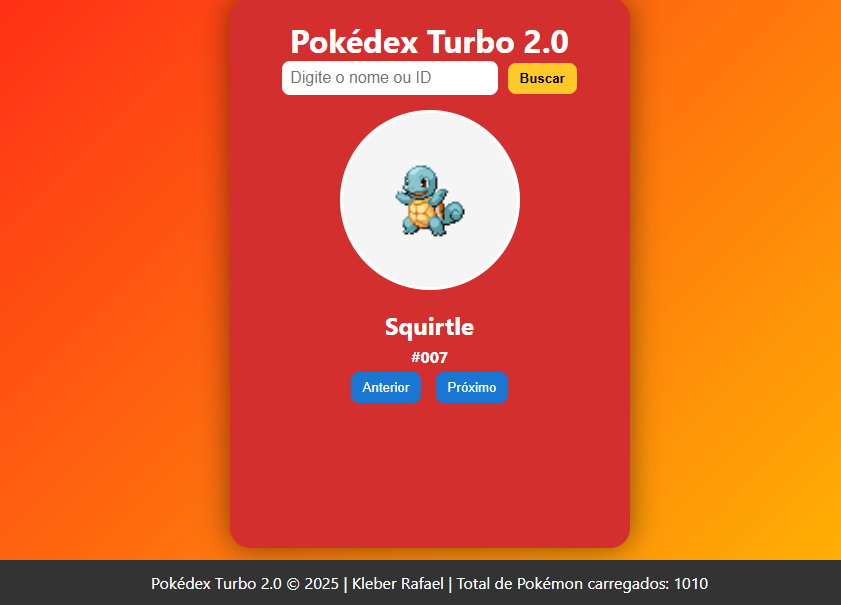 Pokédex Turbo 2.0
Digite o nome ou ID Buscar
Squirtle
#007
Anterior Próximo
Pokédex Turbo 2.0 © 2025 | Kleber Rafael | Total de Pokémon carregados: 1010